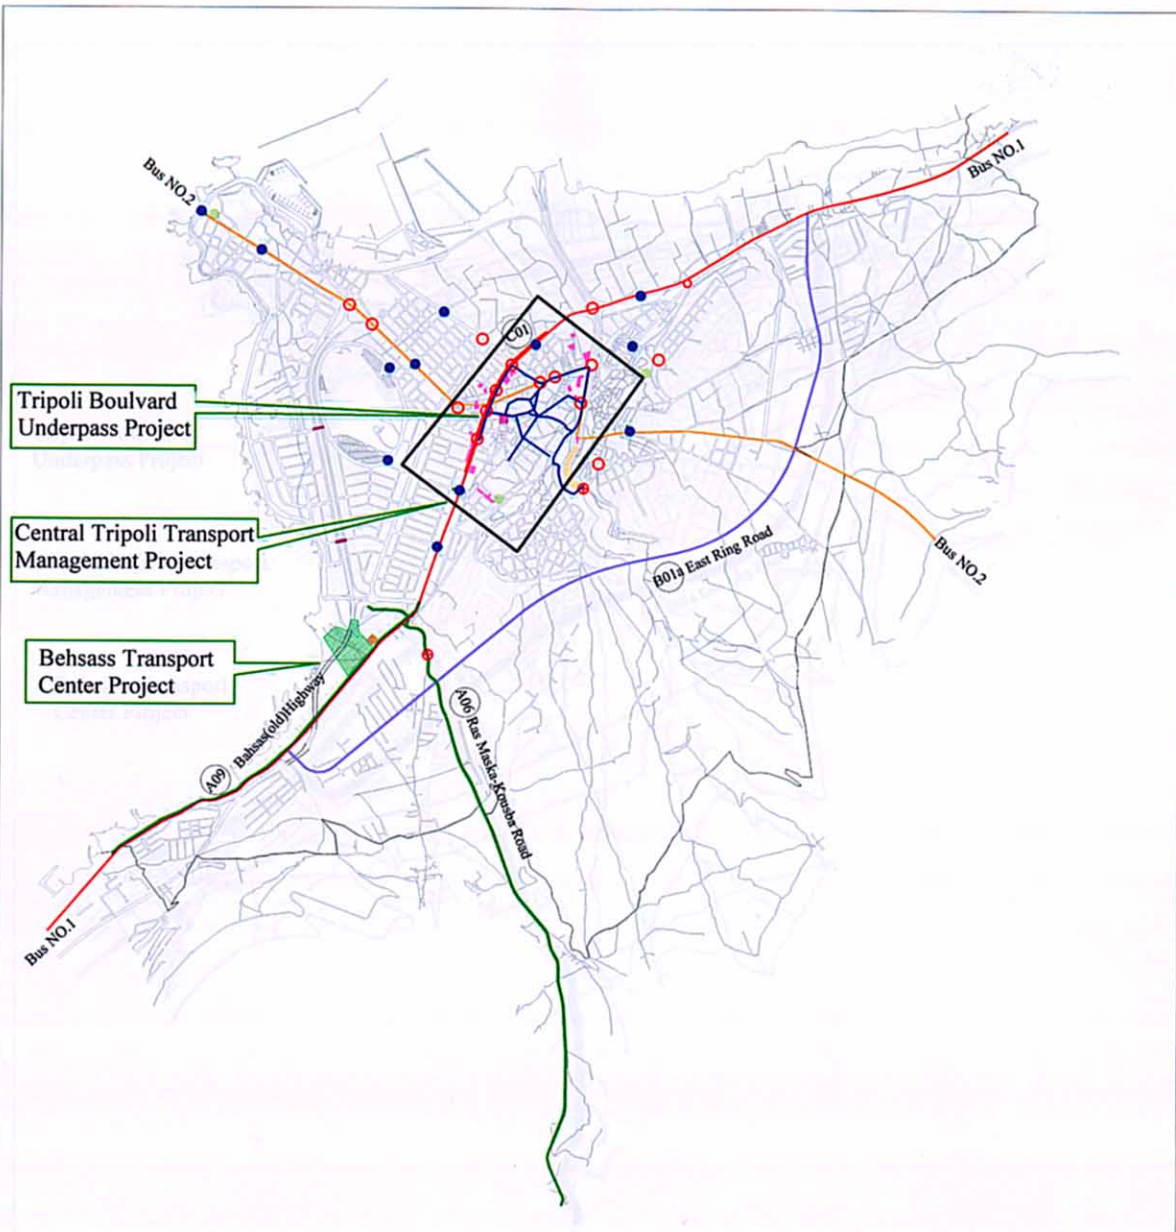 Bus NO.2
Bus NO.1
C01
Tripoli Boulvard
Underpass Project
Central Tripoli Transport
Management Project
B01a East Ring Road
Bus NO.2
Behsass Transport
Center Project
A09 Bahsas(old)Highway
A06 Ras Maska-Kousba Road
Bus NO.1